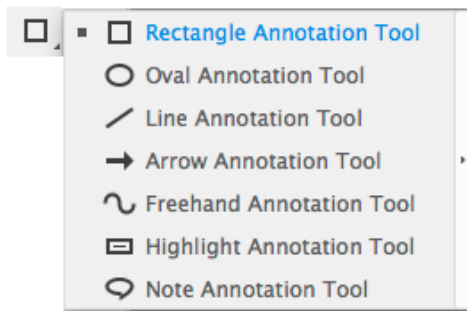 Rectangle Annotation Tool
Oval Annotation Tool
Line Annotation Tool
Arrow Annotation Tool
Freehand Annotation Tool
Highlight Annotation Tool
Note Annotation Tool